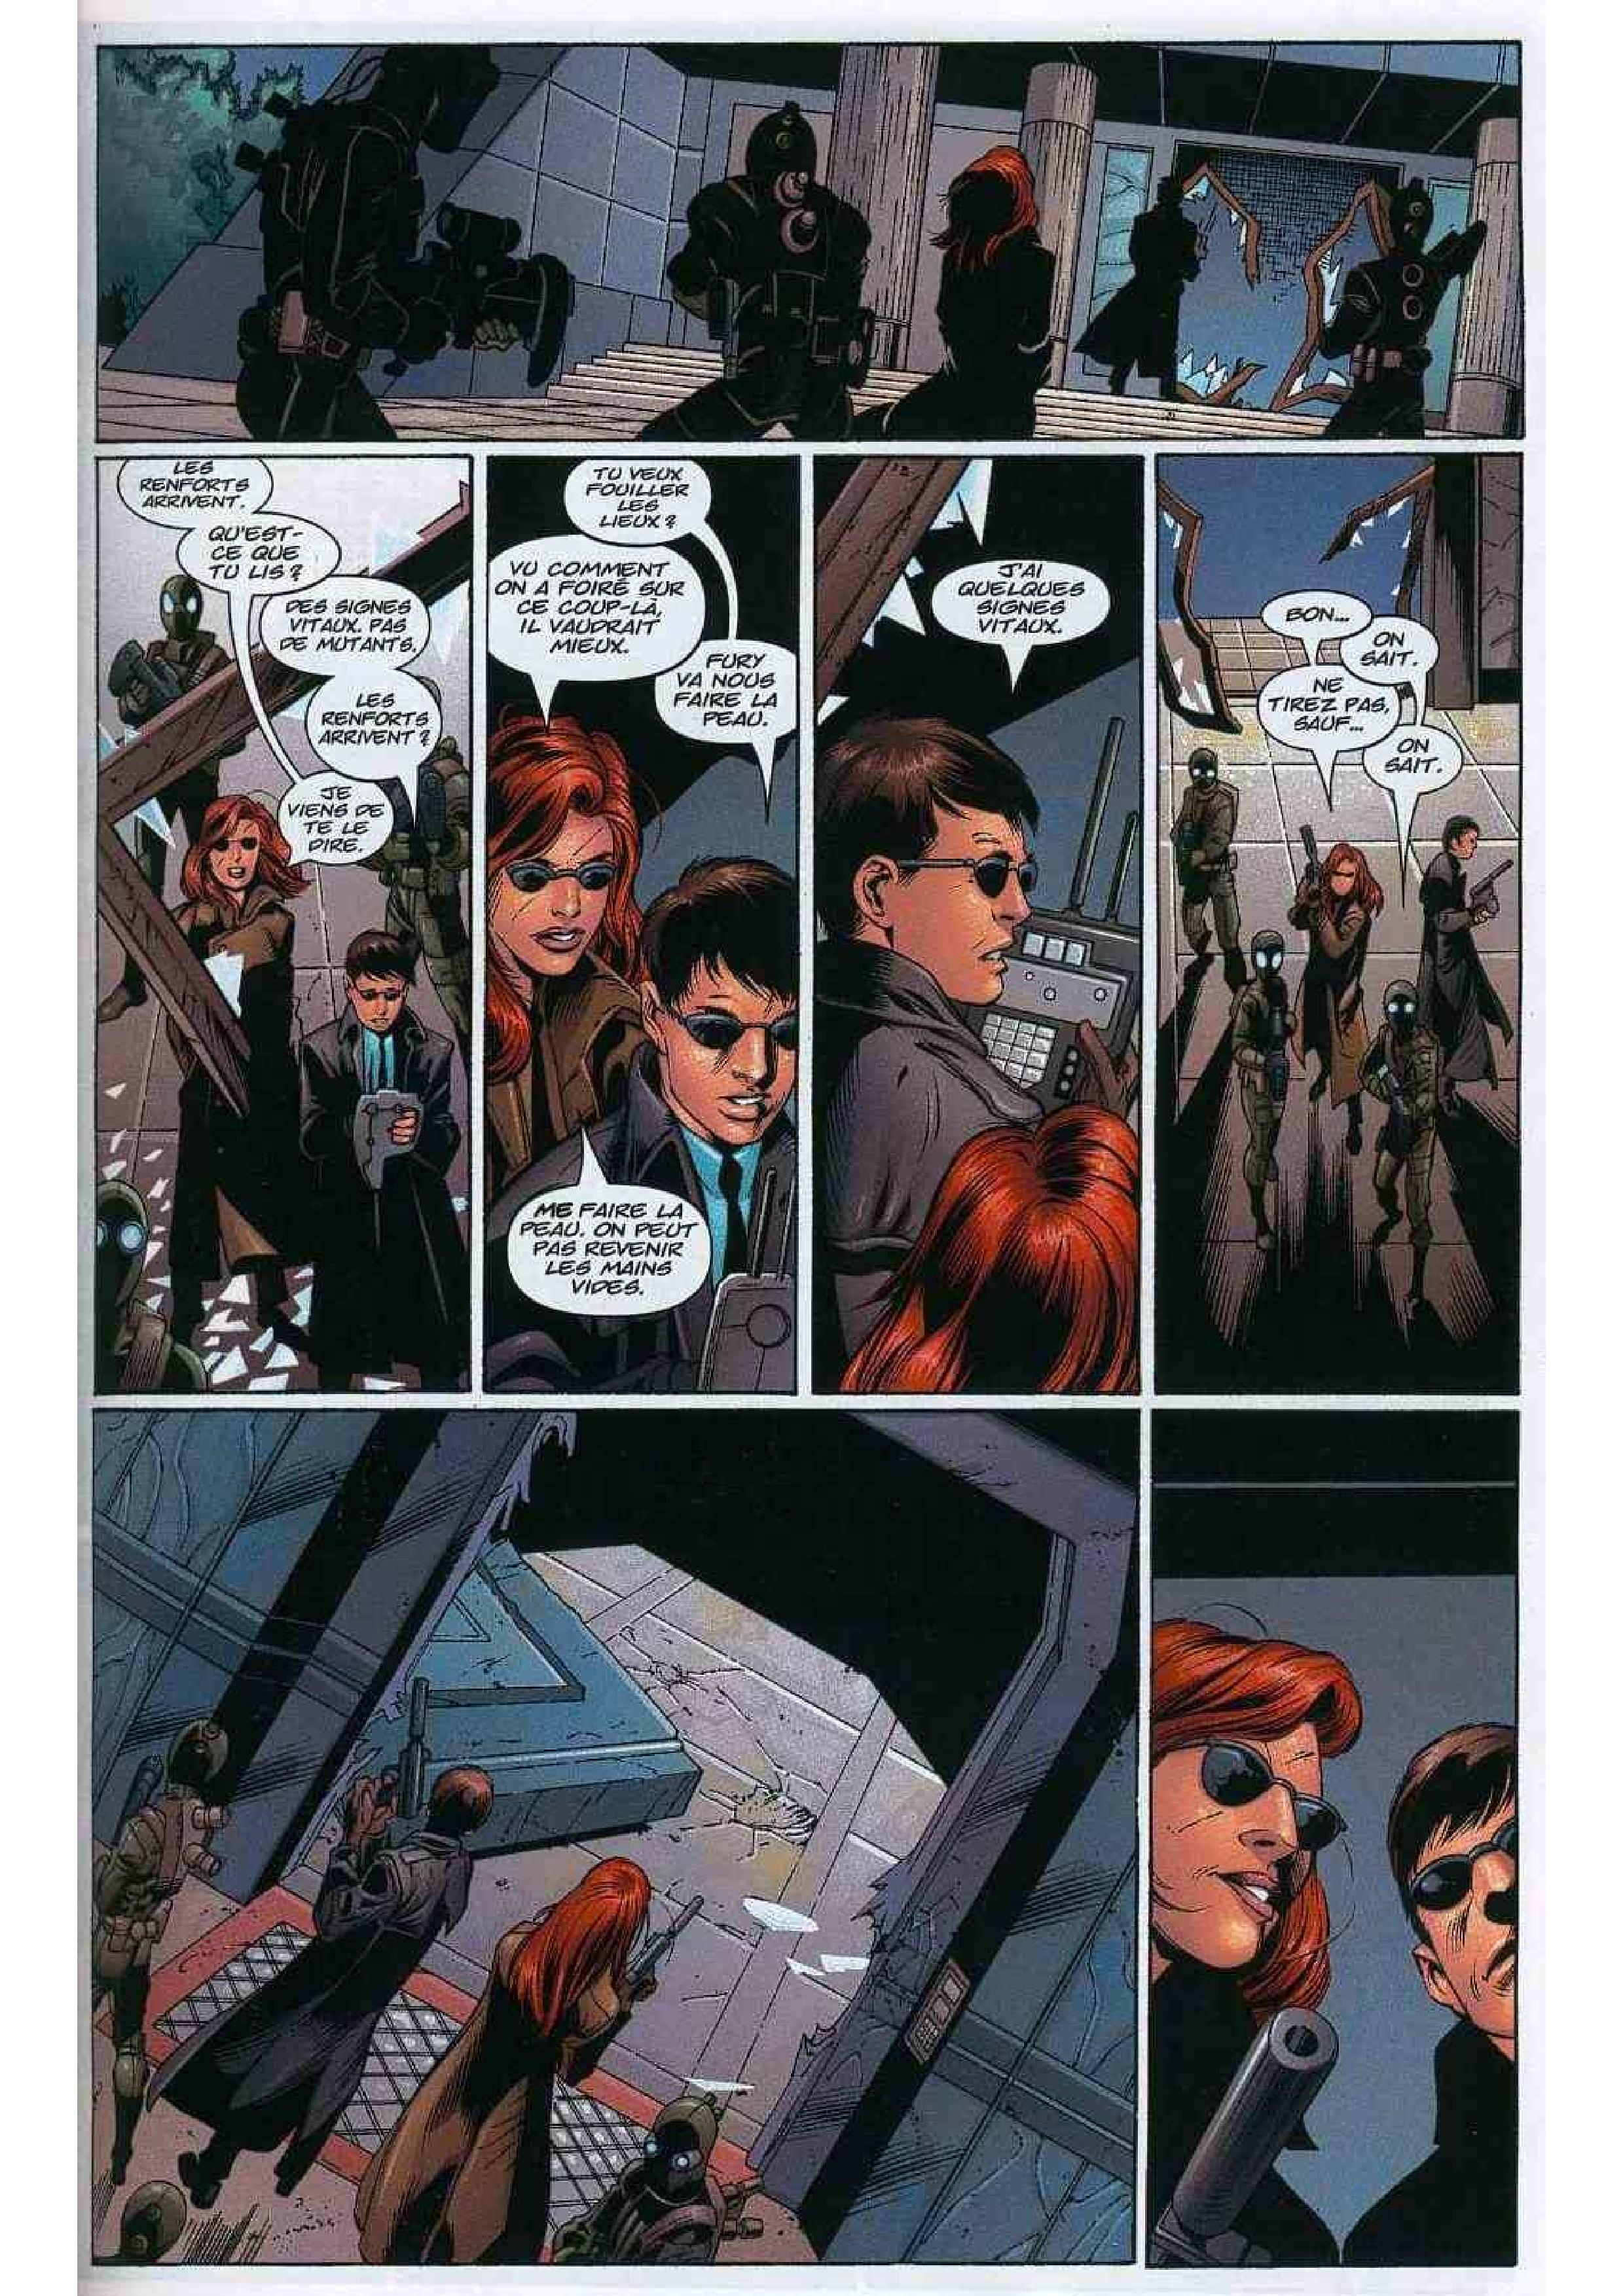 LES
RENFORTS
ARRIVENT.
QU'EST-
CE QUE
TU LIS?
DES SIGNES
VITAUX. PAS
DE MUTANTS.
LES
RENFORTS
ARRIVENT?
JE
VIENS DE
TE LE
DIRE.
TU VEUX
FOUILLER
LES
LIEUX?
VU COMMENT
ON A FOIRÉ SUR
CE COUP-LÀ,
IL VAUDRAIT
MIEUX.
FURY
VA NOUS
FAIRE LA
PEAU.
ME FAIRE LA
PEAU. ON PEUT
PAS REVENIR
LES MAINS
VIDES.
J'AI
QUELQUES
SIGNES
VITAUX.
BON...
ON
SAIT.
NE
TIREZ PAS,
SAUF...
ON
SAIT.